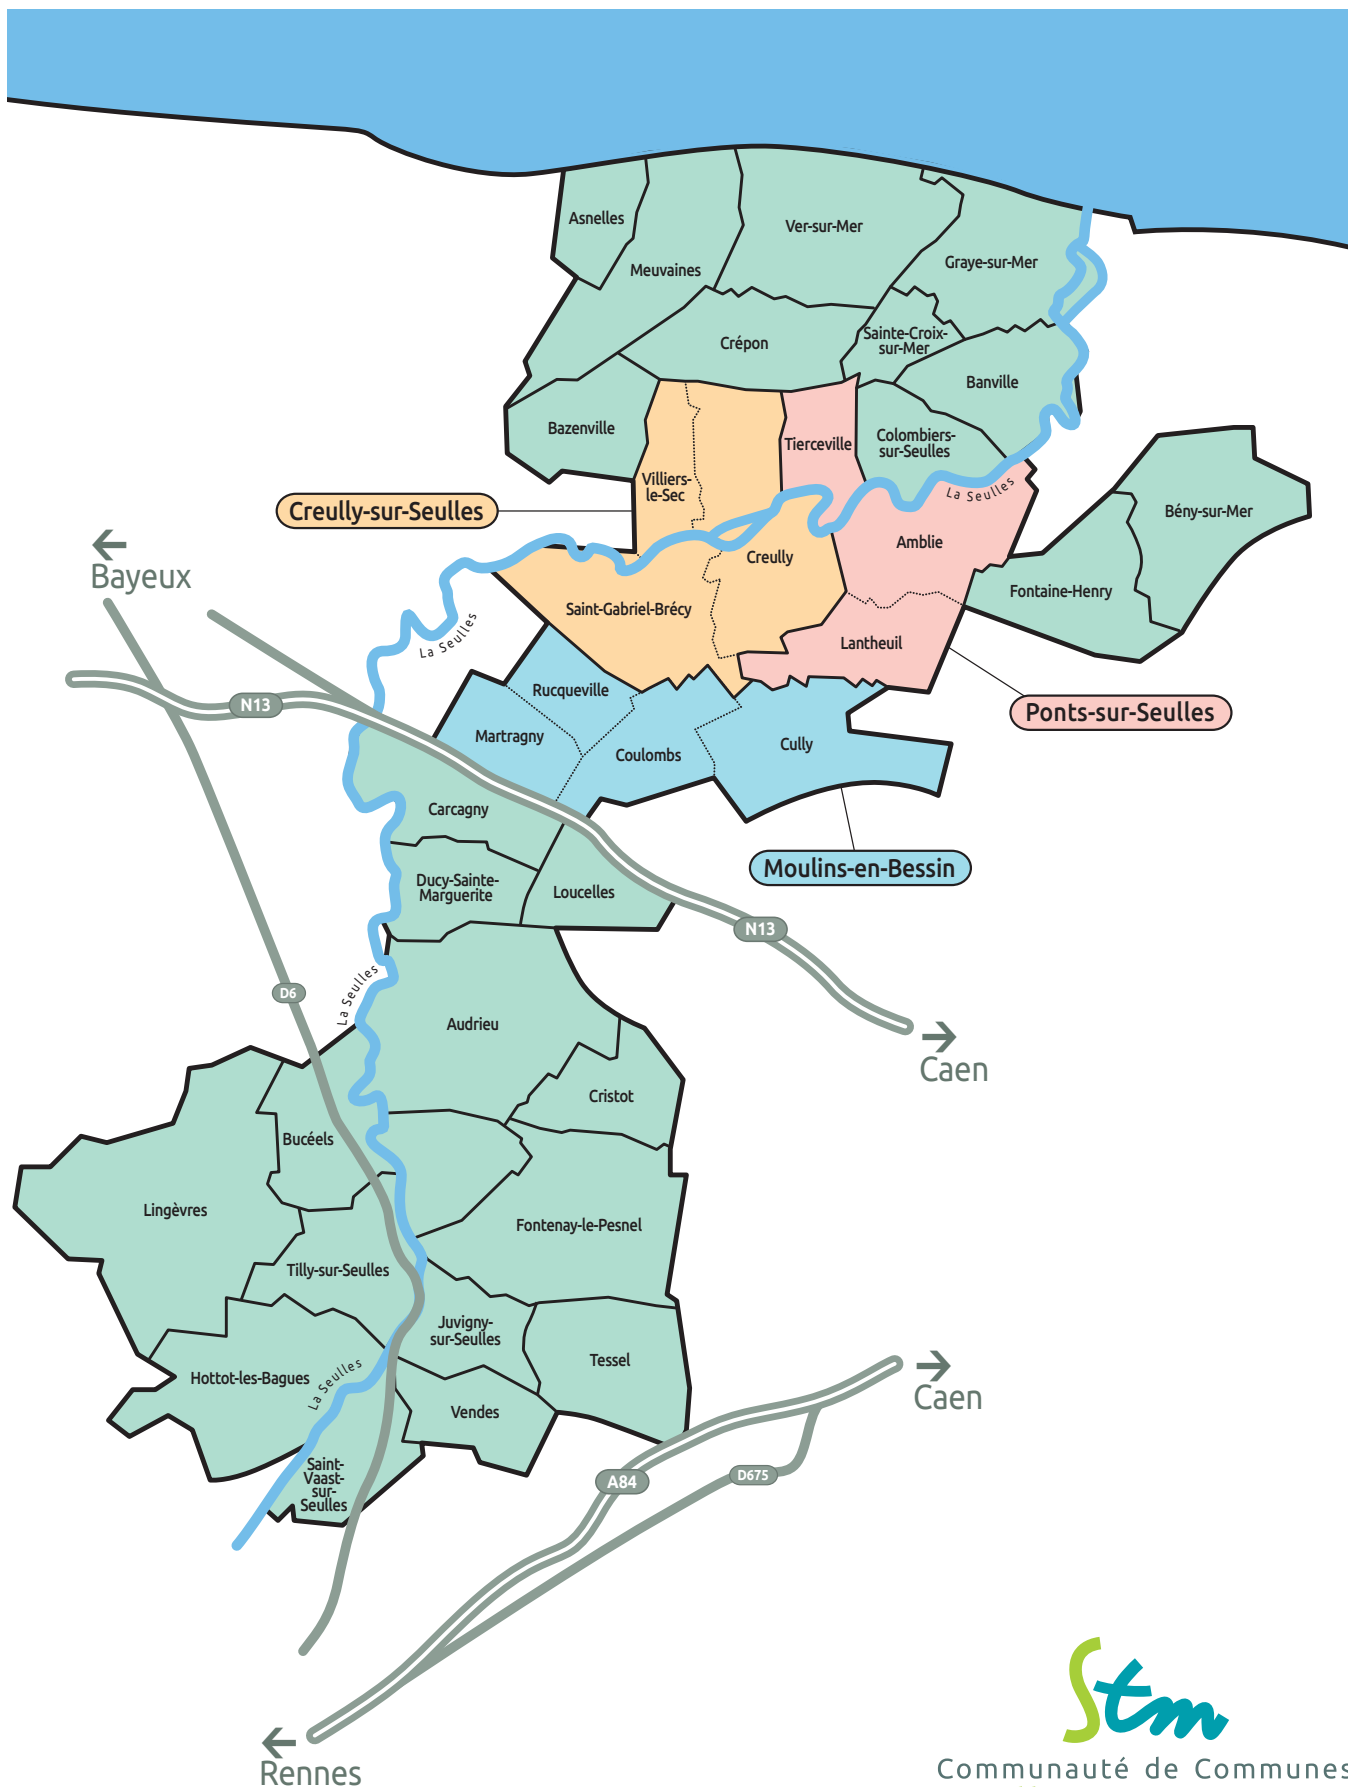 Asnelles
Ver-sur-Mer
Meuvaines
Graye-sur-Mer
Crépon
Sainte-Croix-
sur-Mer
Banville
Bazenville
Tierceville
Colombiers-
sur-Seulles
Villiers-
le-Sec
La Seulles
Creully-sur-Seulles
Bény-sur-Mer
Amblie
Creully
Bayeux
Fontaine-Henry
Saint-Gabriel-Brécy
La Seulles
Lantheuil
Rucqueville
N13
Ponts-sur-Seulles
Martragny
Coulombs
Cully
Carcagny
Moulins-en-Bessin
Ducy-Sainte-
Marguerite
Loucelles
N13
La Seulles
D6
Audrieu
Caen
Cristot
Bucéels
Lingèvres
Fontenay-le-Pesnel
Tilly-sur-Seulles
Juvigny-
sur-Seulles
Tessel
Hottot-les-Bagues
La Seulles
Caen
Vendes
Saint-
Vaast-
sur-
Seulles
A84
D675
Stm
Communauté de Communes
Rennes